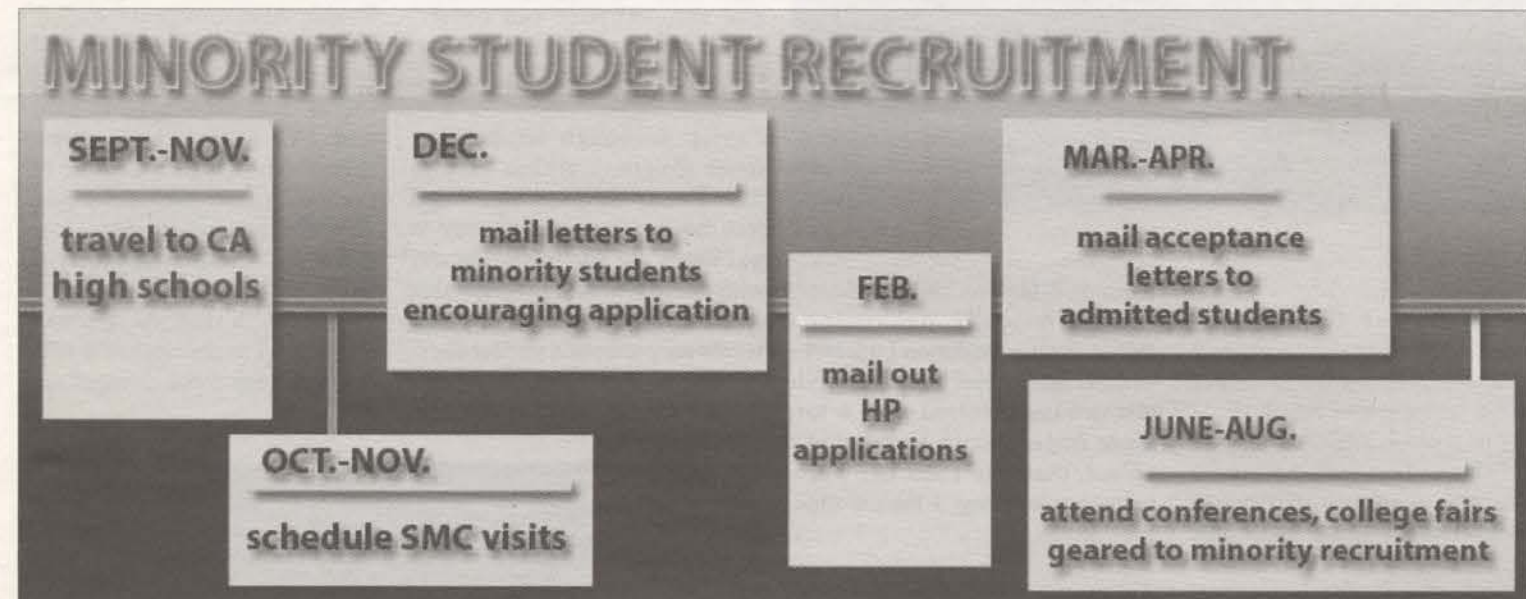 MINORITY STUDENT RECRUITMENT
SEPT.-NOV.
travel to CA
high schools
OCT.-NOV.
schedule SMC visits
DEC.
mail letters to
minority students
encouraging application
FEB.
mail out
HP
applications
MAR.-APR.
mail acceptance
letters to
admitted students
JUNE-AUG.
attend conferences, college fairs
geared to minority recruitment